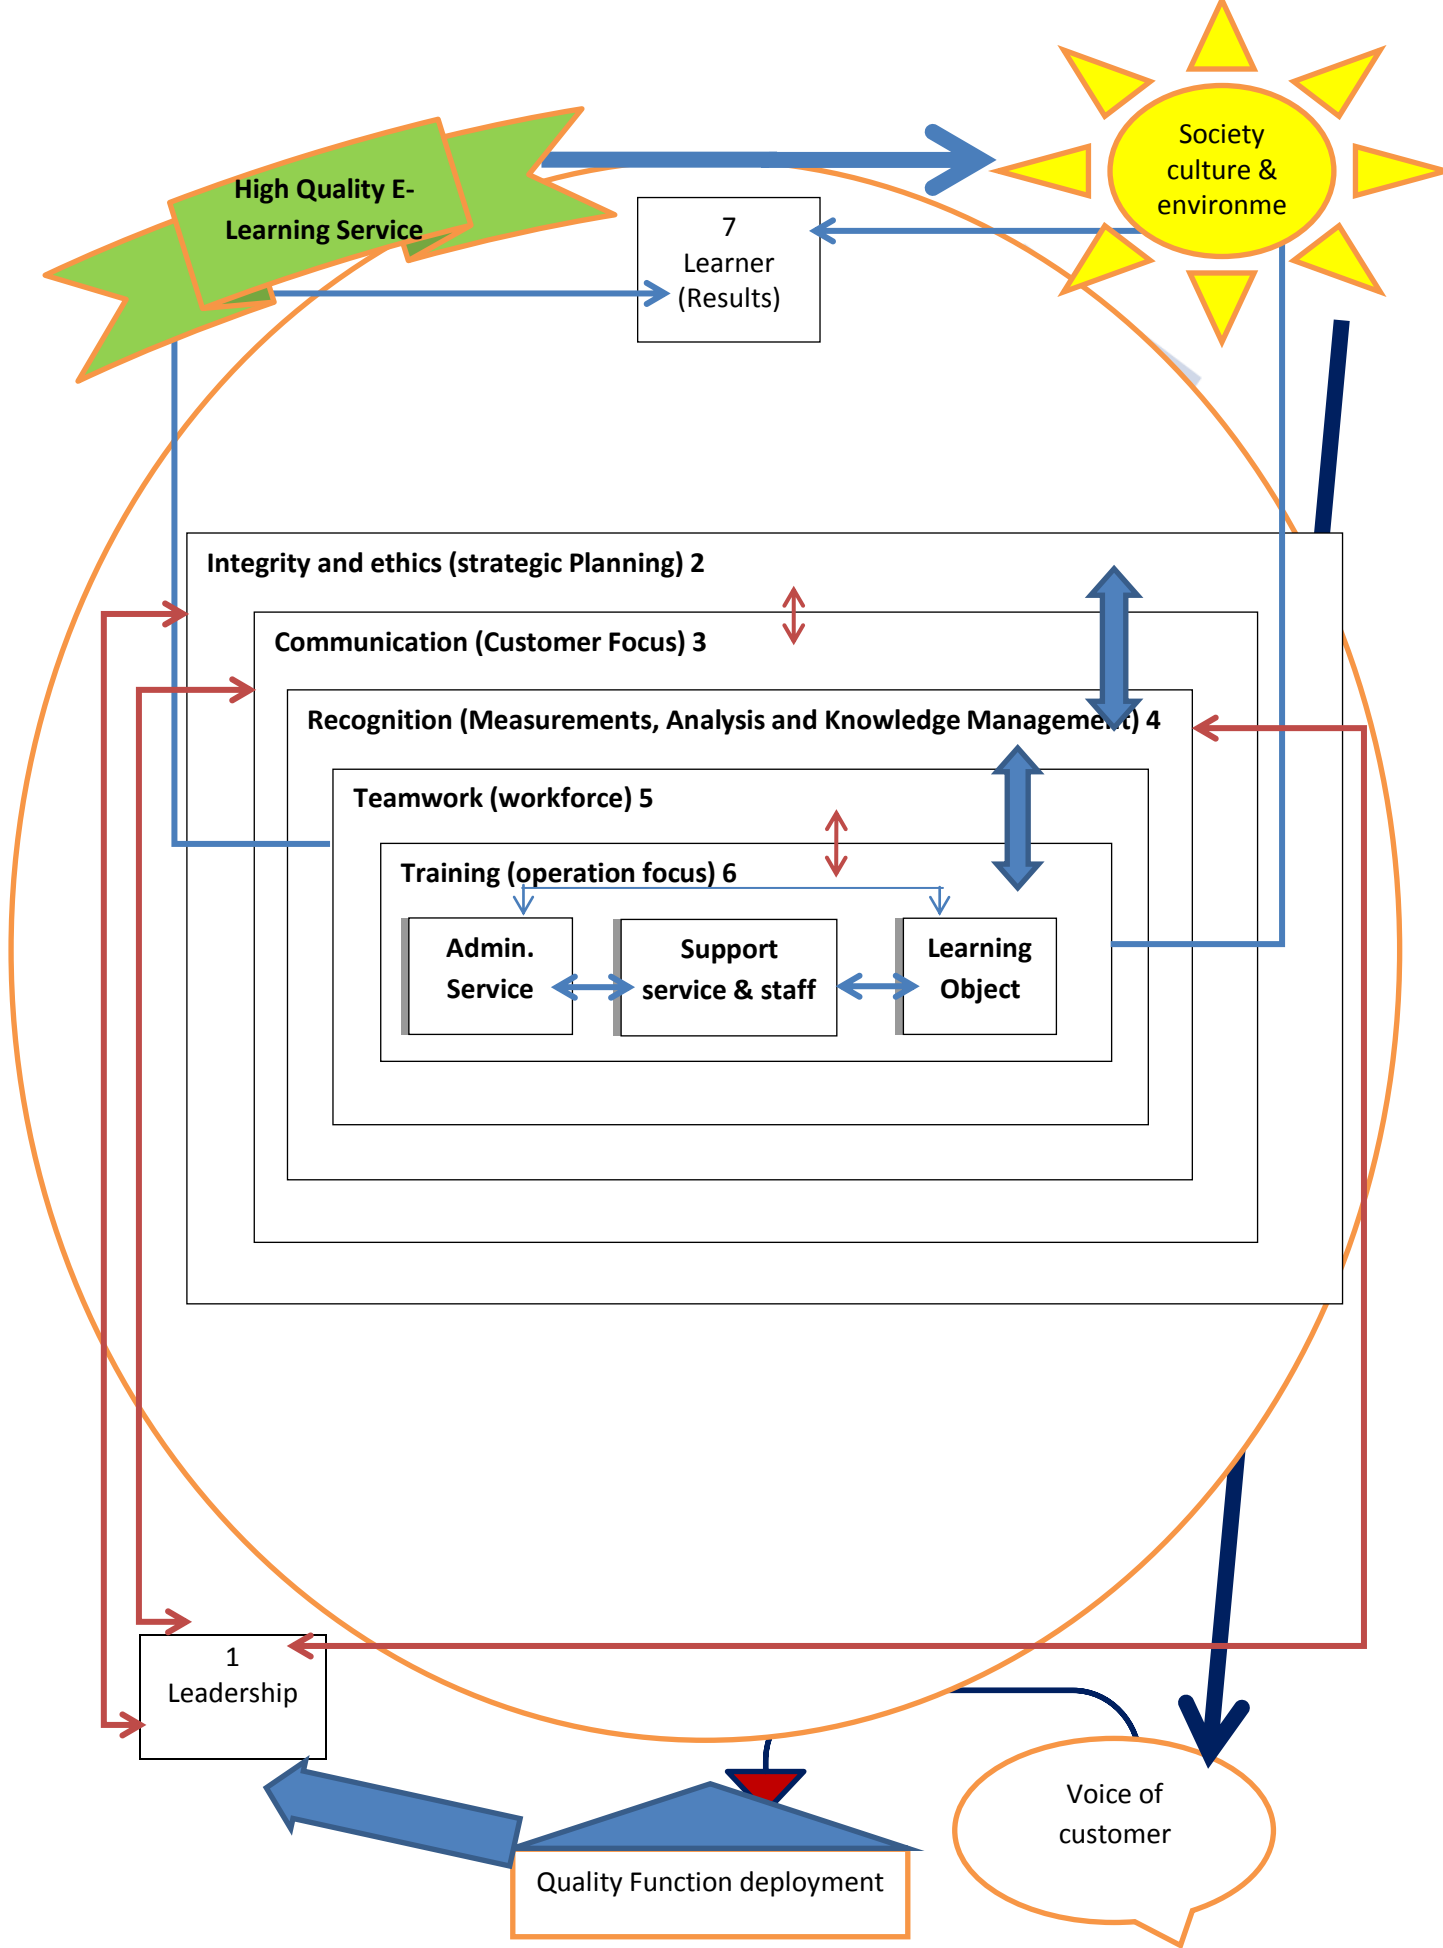 High Quality E-
Learning Service
Society
culture &
environme
7
Learner
(Results)
Integrity and ethics (strategic Planning) 2
Communication (Customer Focus) 3
Recognition (Measurements, Analysis and Knowledge Management) 4
Teamwork (workforce) 5
Training (operation focus) 6
Admin.
Service
Support
service & staff
Learning
Object
1
Leadership
Voice of
customer
Quality Function deployment